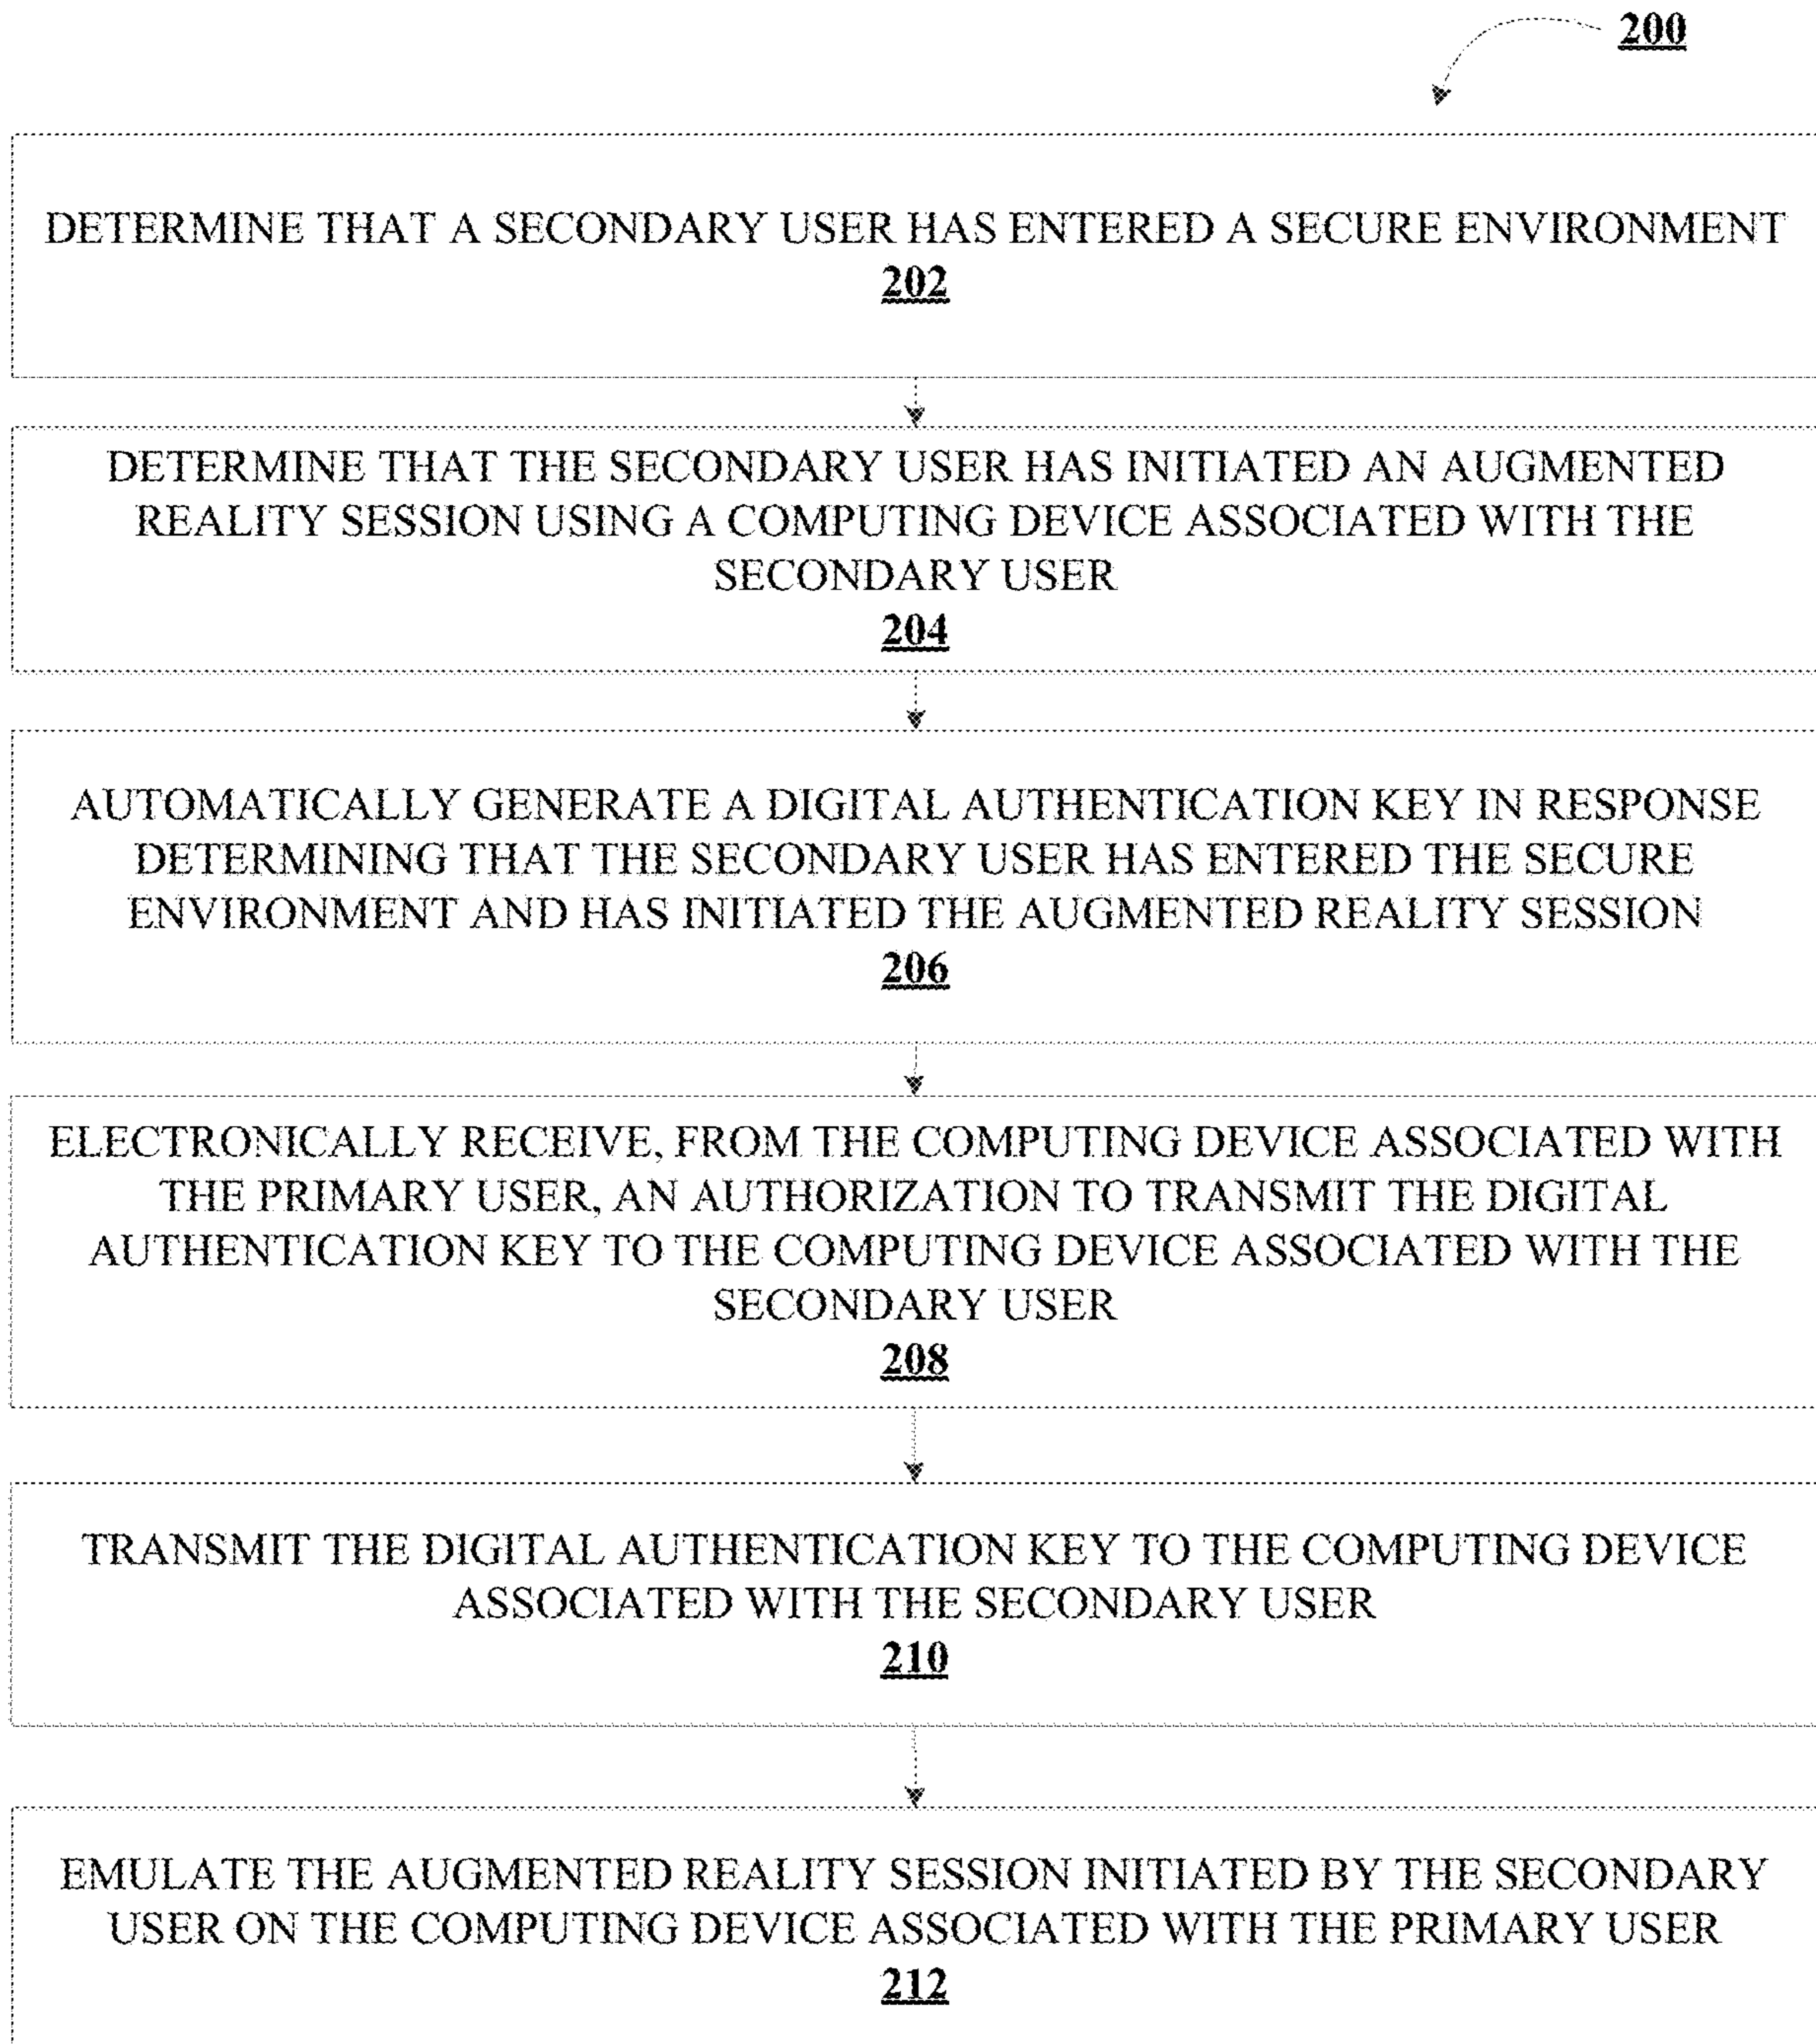 200
DETERMINE THAT A SECONDARY USER HAS ENTERED A SECURE ENVIRONMENT
202
DETERMINE THAT THE SECONDARY USER HAS INITIATED AN AUGMENTED
REALITY SESSION USING A COMPUTING DEVICE ASSOCIATED WITH THE
SECONDARY USER
204
AUTOMATICALLY GENERATE A DIGITAL AUTHENTICATION KEY IN RESPONSE
DETERMINING THAT THE SECONDARY USER HAS ENTERED THE SECURE
ENVIRONMENT AND HAS INITIATED THE AUGMENTED REALITY SESSION
206
ELECTRONICALLY RECEIVE, FROM THE COMPUTING DEVICE ASSOCIATED WITH
THE PRIMARY USER, AN AUTHORIZATION TO TRANSMIT THE DIGITAL
AUTHENTICATION KEY TO THE COMPUTING DEVICE ASSOCIATED WITH THE
SECONDARY USER
208
TRANSMIT THE DIGITAL AUTHENTICATION KEY TO THE COMPUTING DEVICE
ASSOCIATED WITH THE SECONDARY USER
210
EMULATE THE AUGMENTED REALITY SESSION INITIATED BY THE SECONDARY
USER ON THE COMPUTING DEVICE ASSOCIATED WITH THE PRIMARY USER
212